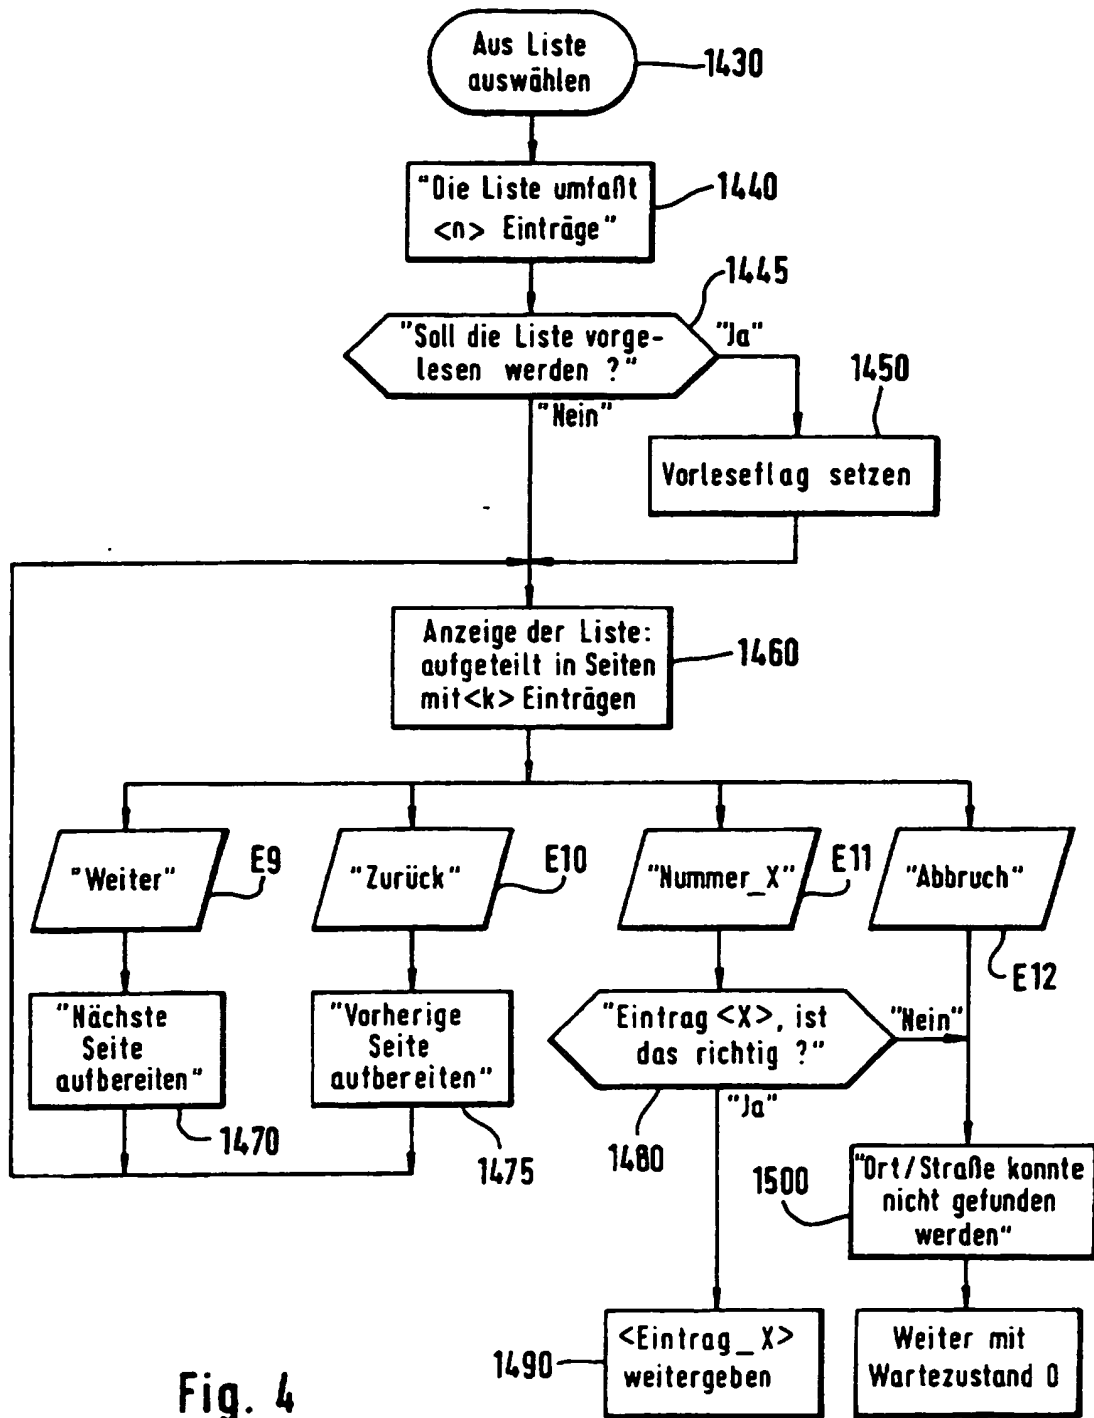 Aus Liste
auswählen
1430
"Die Liste umfaßt
<n> Einträge"
1440
1445
"Soll die Liste vorge-
lesen werden ?"
"Ja"
"Nein"
1450
Vorleseflag setzen
Anzeige der Liste:
aufgeteilt in Seiten
mit <k> Einträgen
1460
"Weiter"
E9
"Zurück"
E10
"Nummer_X"
E11
"Abbruch"
E12
"Nächste
Seite
aufbereiten"
1470
"Vorherige
Seite
aufbereiten"
1475
"Eintrag <X>, ist
das richtig ?"
"Nein"
"Ja"
1480
1500
"Ort/Straße konnte
nicht gefunden
werden"
1490
<Eintrag_X>
weitergeben
Weiter mit
Wartezustand 0
Fig. 4